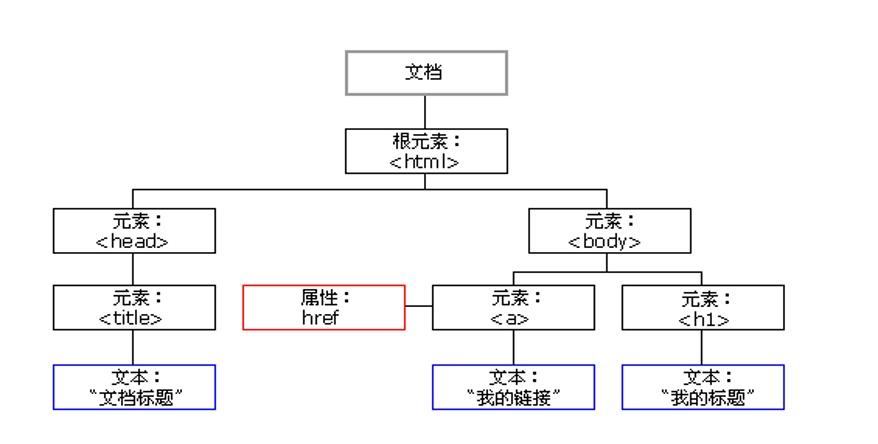 文档
根元素：
<html>
元素：
<head>
元素：
<body>
属性：
href
元素：
<title>
元素：
<a>
元素：
<h1>
文本：
“文档标题”
文本：
“我的链接”
文本：
“我的标题”